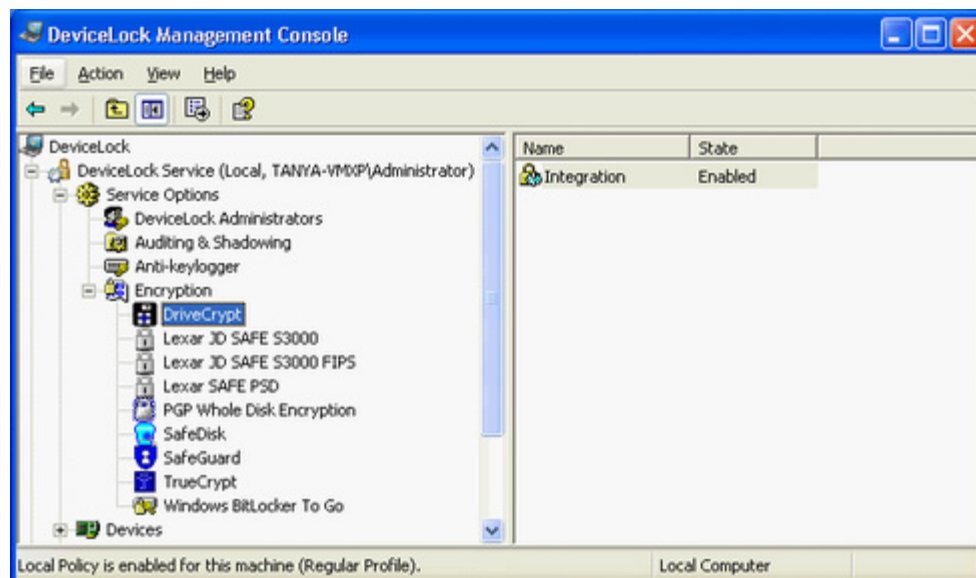 DeviceLock Management Console
File Action View Help
DeviceLock
DeviceLock Service (Local, TANYA-VMXP\Administrator)
Service Options
DeviceLock Administrators
Auditing & Shadowing
Anti-keylogger
Encryption
DriveCrypt
Lexar JD SAFE S3000
Lexar JD SAFE S3000 FIPS
Lexar SAFE PSD
PGP Whole Disk Encryption
SafeDisk
SafeGuard
TrueCrypt
Windows BitLocker To Go
Devices
Name State
Integration Enabled
Local Policy is enabled for this machine (Regular Profile). Local Computer